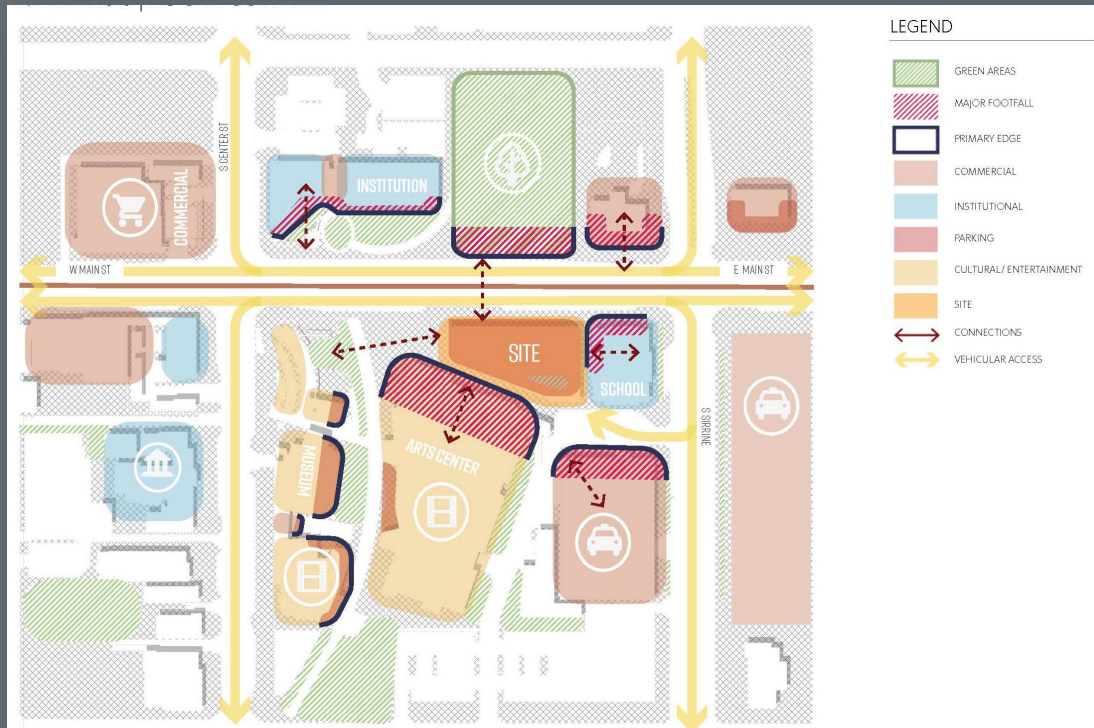 LEGEND
GREEN AREAS
MAJOR FOOTFALL
PRIMARY EDGE
COMMERCIAL
INSTITUTIONAL
PARKING
CULTURAL/ ENTERTAINMENT
SITE
CONNECTIONS
VEHICULAR ACCESS
S CENTER ST
COMMERCIAL
INSTITUTION
W MAIN ST
E MAIN ST
SITE
SCHOOL
S SIRRINE
MUSEUM
ARTS CENTER